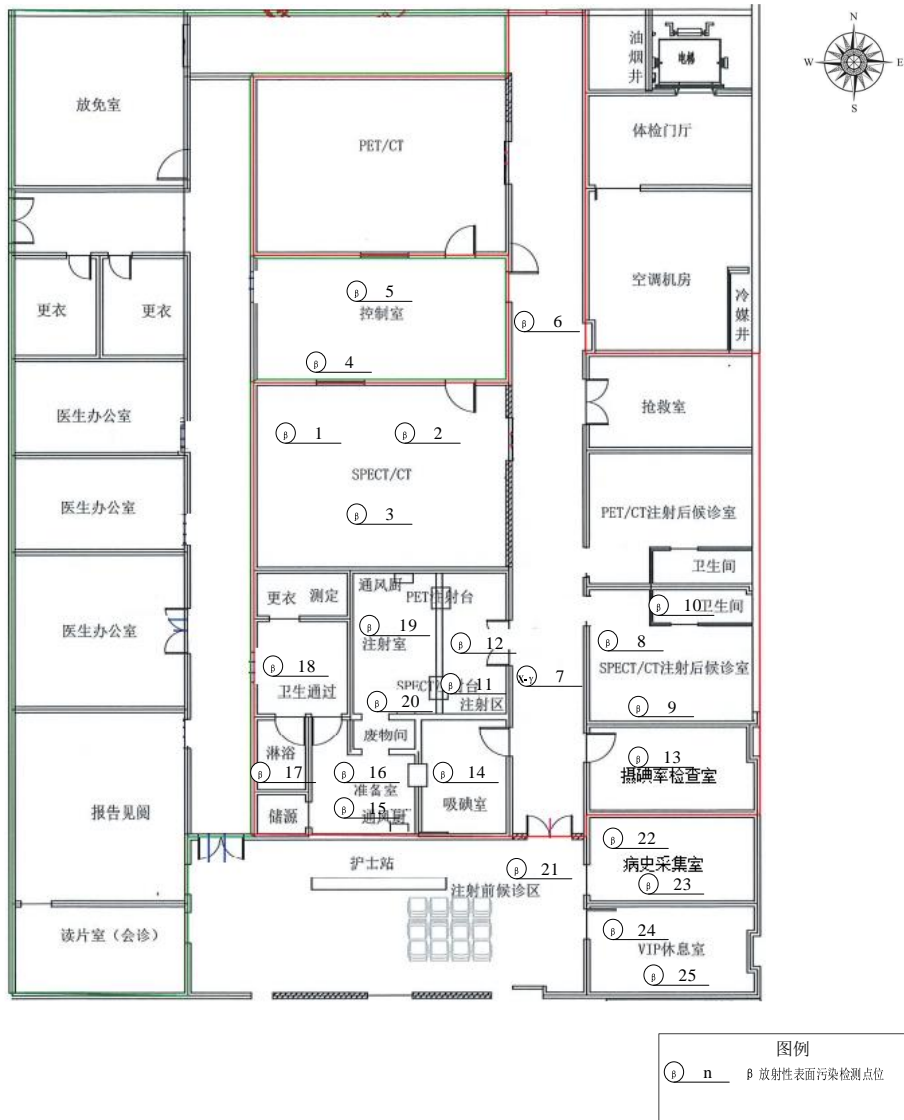 N
W
E
S
油烟井
电梯
放免室
PET/CT
体检门厅
空调机房
冷媒井
更衣
更衣
β 5
控制室
β 6
β 4
医生办公室
抢救室
β 1
β 2
SPECT/CT
β 3
医生办公室
PET/CT注射后候诊室
卫生间
通风厨
更衣
测定
PET注射台
β 10
卫生间
医生办公室
β 19
注射室
β 12
β 8
β 18
卫生通过
SPECT/CT注射后候诊室
x-γ 7
β 11
β 20
注射区
β 9
废物间
淋浴
β 17
β 16
准备室
β 14
吸碘室
β 13
摄碘率检查室
储源
β 15
通风厨
报告见阅
护士站
β 21
注射前候诊区
β 22
病史采集室
β 23
读片室（会诊）
β 24
VIP休息室
β 25
图例
β n β 放射性表面污染检测点位